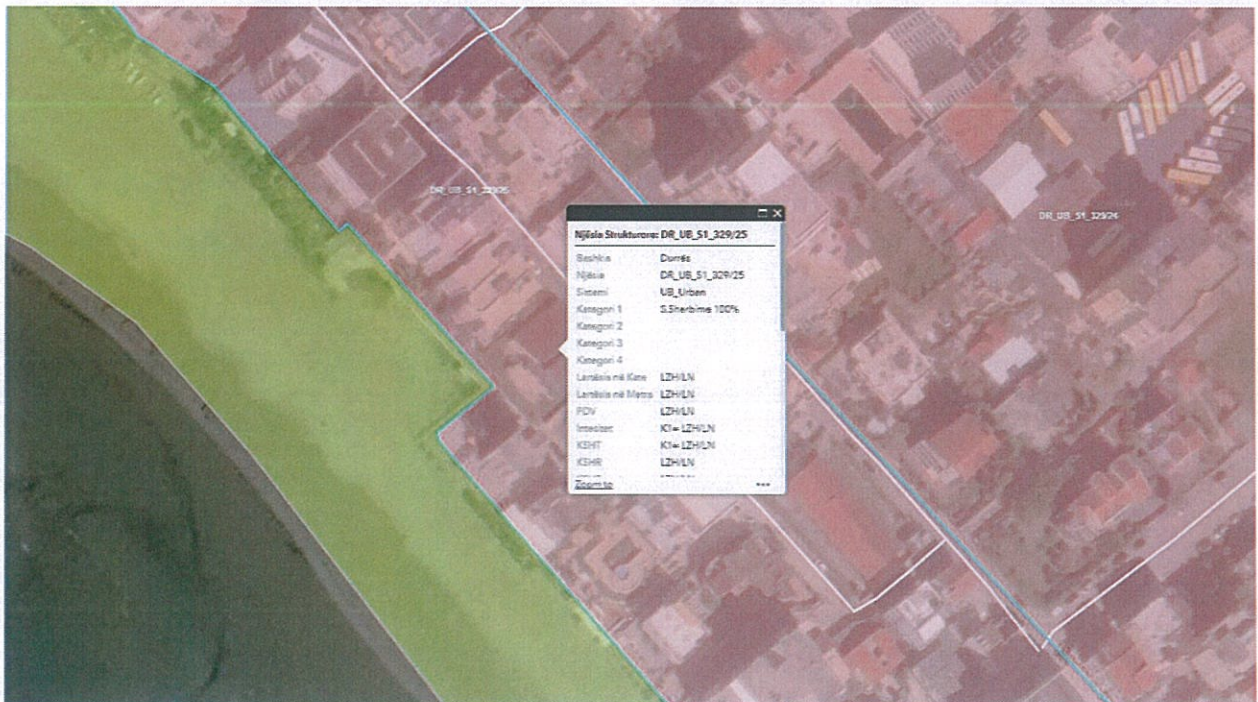 DR_UB_S1_329/25
DR_UB_S1_329/24
Njësia Strukturore: DR_UB_S1_329/25
Bashkia Durrës
Njësia DR_UB_S1_329/25
Sistemi UB_Urban
Kategori 1 S.Sherbime 100%
Kategori 2
Kategori 3
Kategori 4
Lartësia në Kate LZH/LN
Lartësia në Metra LZH/LN
PDV LZH/LN
Intesitet K1= LZH/LN
KSHT K1= LZH/LN
KSHR LZH/LN
Zoom to